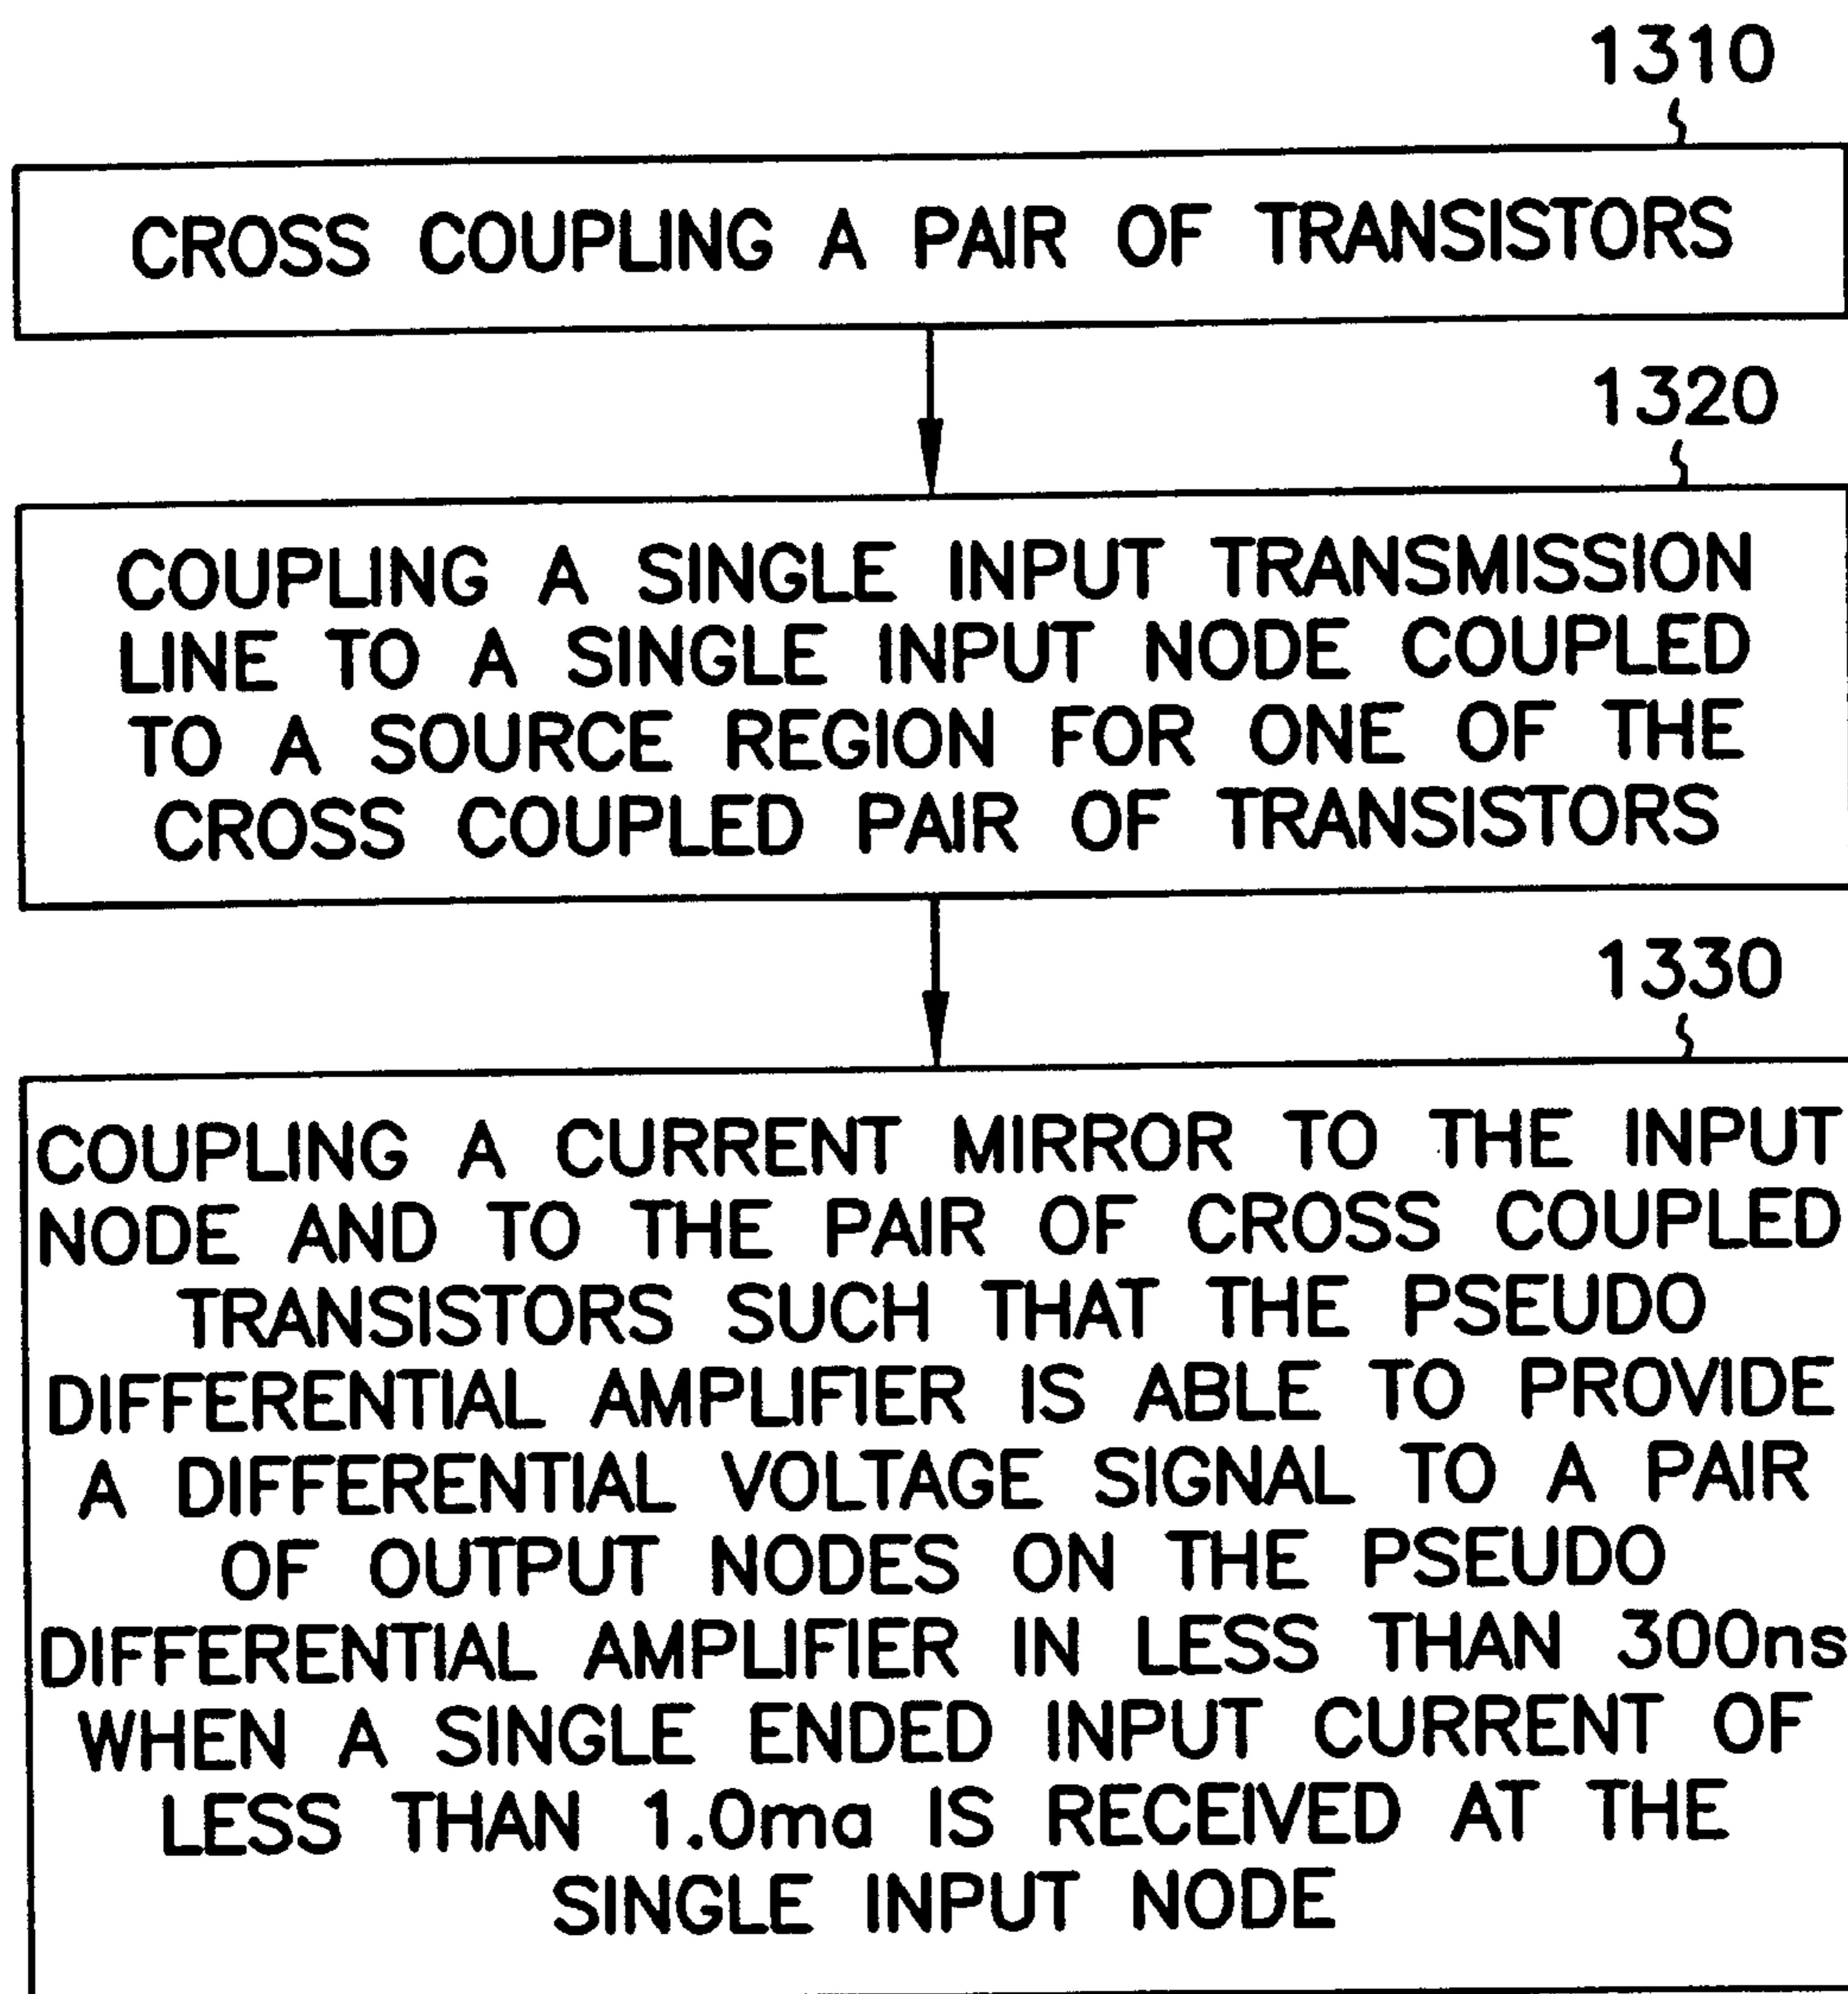 1310
CROSS COUPLING A PAIR OF TRANSISTORS
1320
COUPLING A SINGLE INPUT TRANSMISSION
LINE TO A SINGLE INPUT NODE COUPLED
TO A SOURCE REGION FOR ONE OF THE
CROSS COUPLED PAIR OF TRANSISTORS
1330
COUPLING A CURRENT MIRROR TO THE INPUT
NODE AND TO THE PAIR OF CROSS COUPLED
TRANSISTORS SUCH THAT THE PSEUDO
DIFFERENTIAL AMPLIFIER IS ABLE TO PROVIDE
A DIFFERENTIAL VOLTAGE SIGNAL TO A PAIR
OF OUTPUT NODES ON THE PSEUDO
DIFFERENTIAL AMPLIFIER IN LESS THAN 300ns
WHEN A SINGLE ENDED INPUT CURRENT OF
LESS THAN 1.0ma IS RECEIVED AT THE
SINGLE INPUT NODE